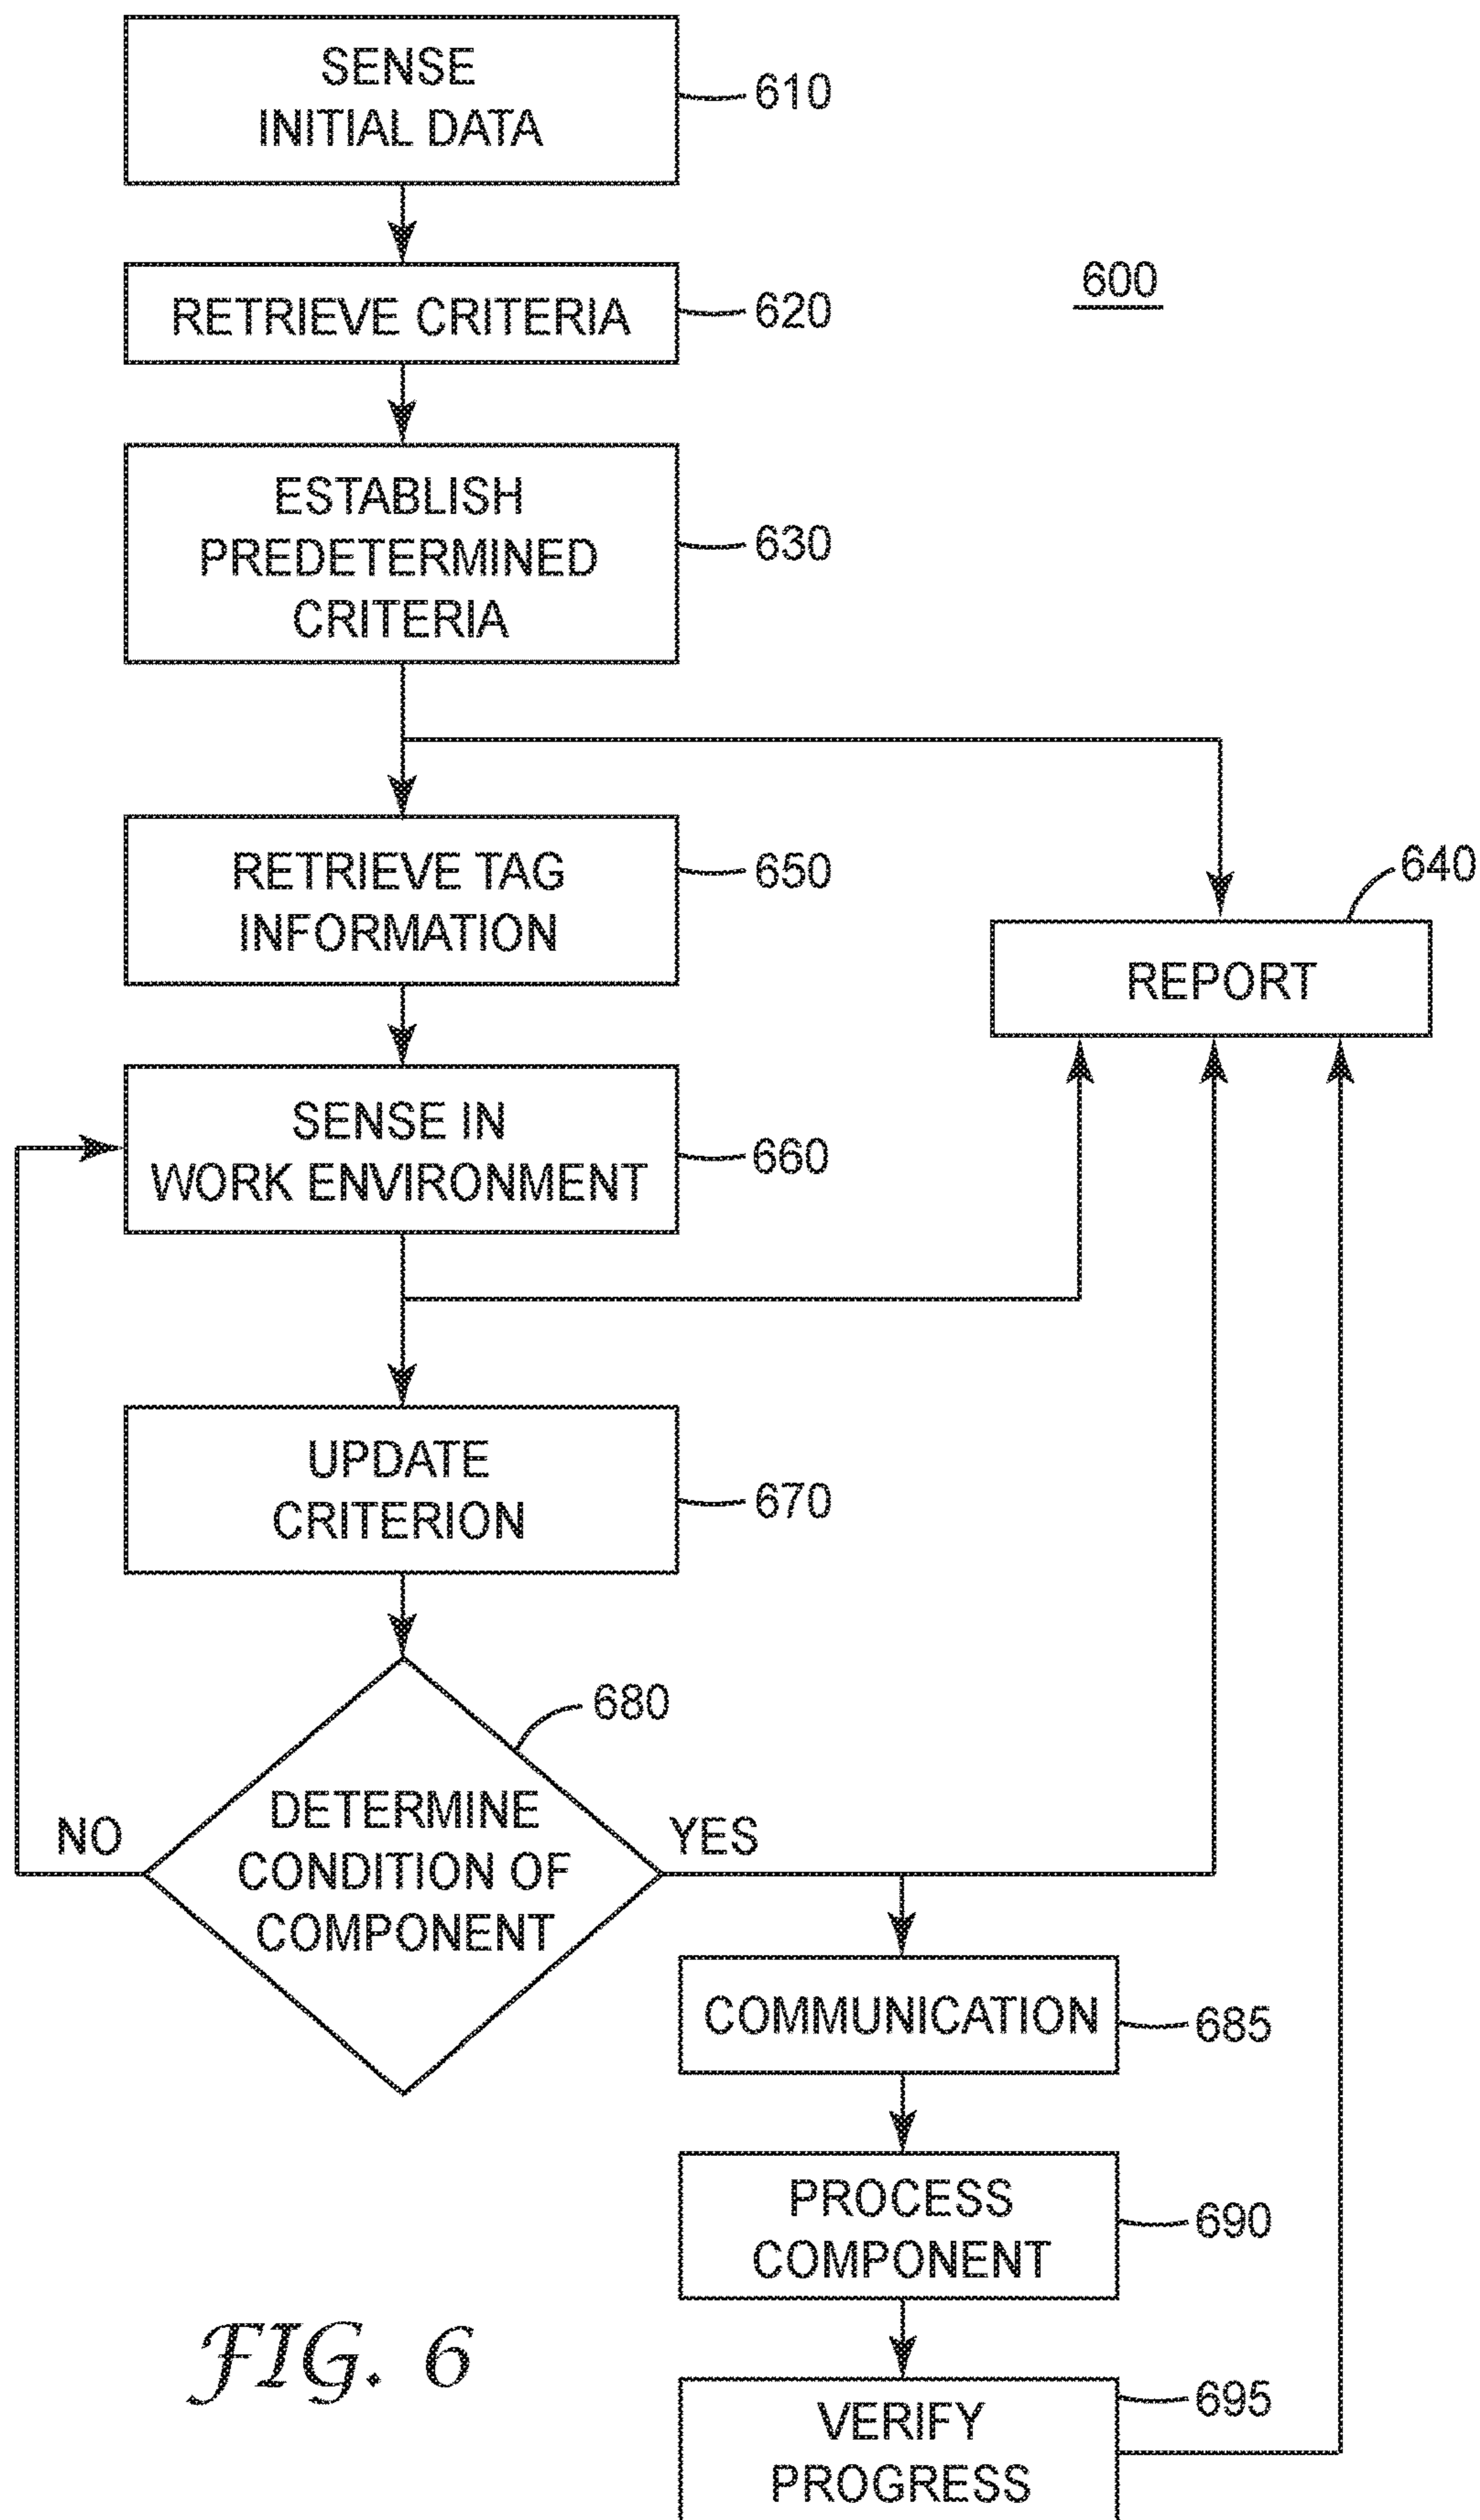 SENSE
INITIAL DATA
610
RETRIEVE CRITERIA
620
600
ESTABLISH
PREDETERMINED
CRITERIA
630
RETRIEVE TAG
INFORMATION
650
640
REPORT
SENSE IN
WORK ENVIRONMENT
660
UPDATE
CRITERION
670
680
DETERMINE
CONDITION OF
COMPONENT
NO
YES
COMMUNICATION
685
PROCESS
COMPONENT
690
VERIFY
PROGRESS
695
FIG. 6